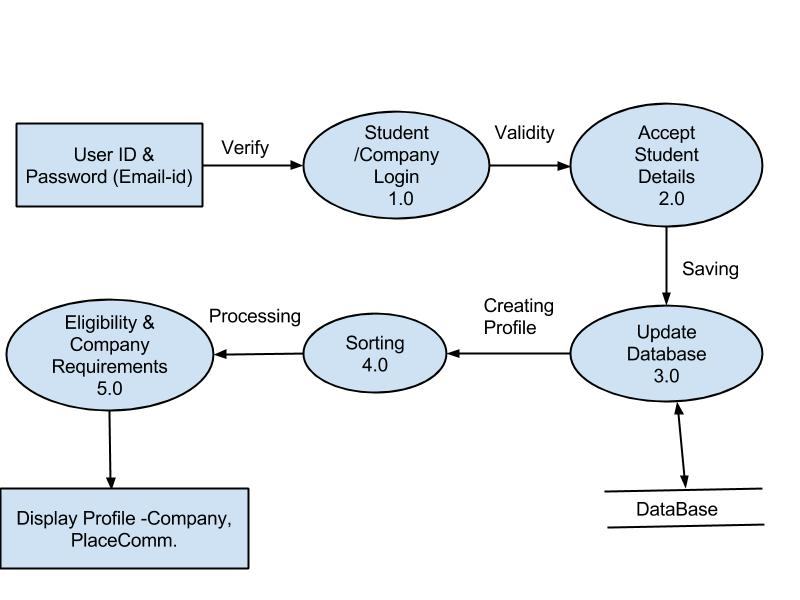 User ID &
Password (Email-id)
Verify
Student
/Company
Login
1.0
Validity
Accept
Student
Details
2.0
Saving
Update
Database
3.0
DataBase
Creating
Profile
Sorting
4.0
Processing
Eligibility &
Company
Requirements
5.0
Display Profile -Company,
PlaceComm.